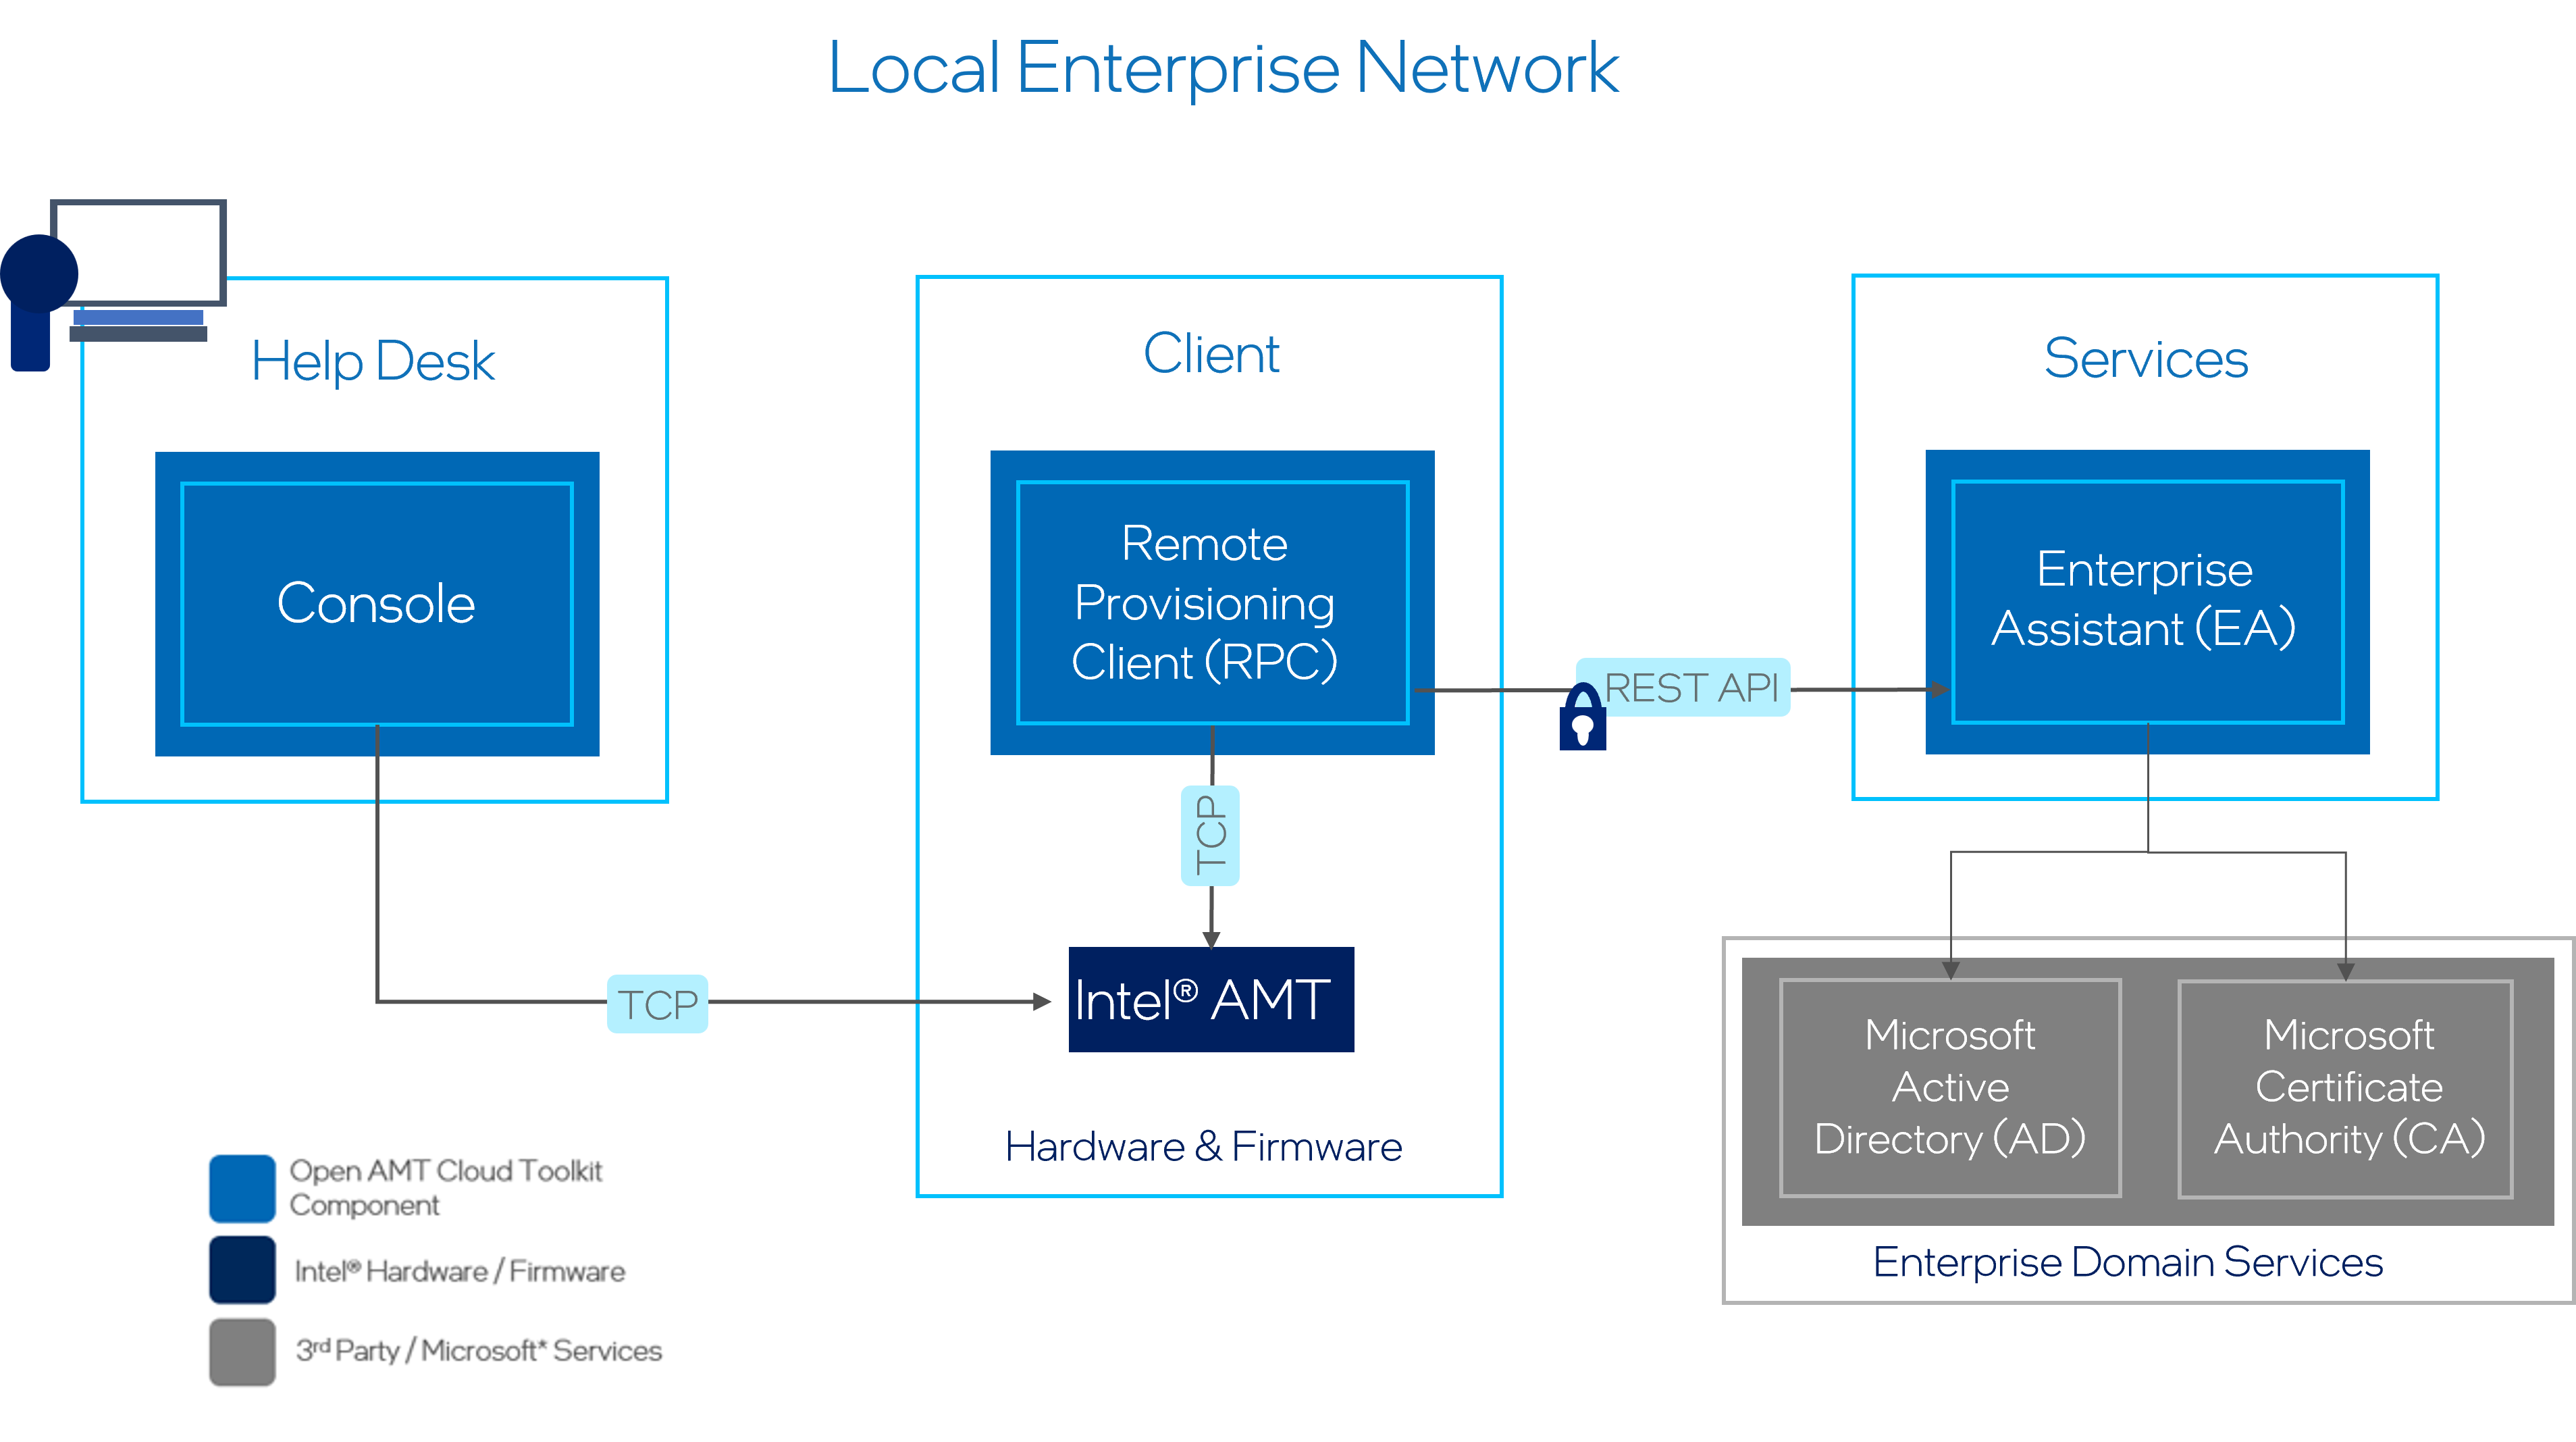 Local Enterprise Network
Help Desk
Console
Client
Remote
Provisioning
Client (RPC)
TCP
REST API
Services
Enterprise
Assistant (EA)
TCP
Intel® AMT
Hardware & Firmware
Microsoft
Active
Directory (AD)
Microsoft
Certificate
Authority (CA)
Enterprise Domain Services
Open AMT Cloud Toolkit
Component
Intel® Hardware / Firmware
3rd Party / Microsoft* Services